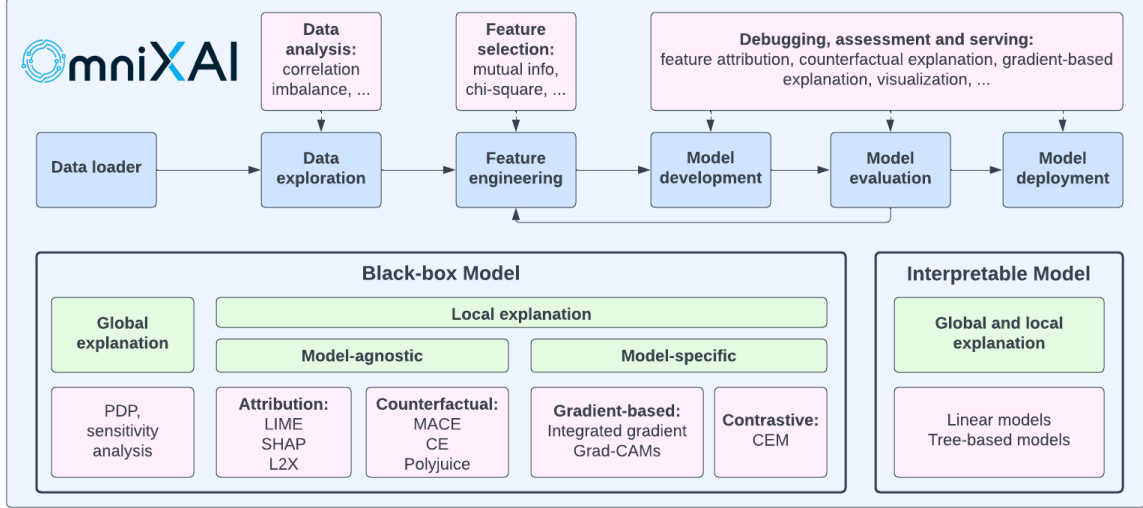 OmniXAI
Data
analysis:
correlation
imbalance, ...
Feature
selection:
mutual info,
chi-square, ...
Debugging, assessment and serving:
feature attribution, counterfactual explanation, gradient-based
explanation, visualization, ...
Data loader
Data
exploration
Feature
engineering
Model
development
Model
evaluation
Model
deployment
Black-box Model
Global
explanation
Local explanation
Model-agnostic
Model-specific
PDP,
sensitivity
analysis
Attribution:
LIME
SHAP
L2X
Counterfactual:
MACE
CE
Polyjuice
Gradient-based:
Integrated gradient
Grad-CAMs
Contrastive:
CEM
Interpretable Model
Global and local
explanation
Linear models
Tree-based models